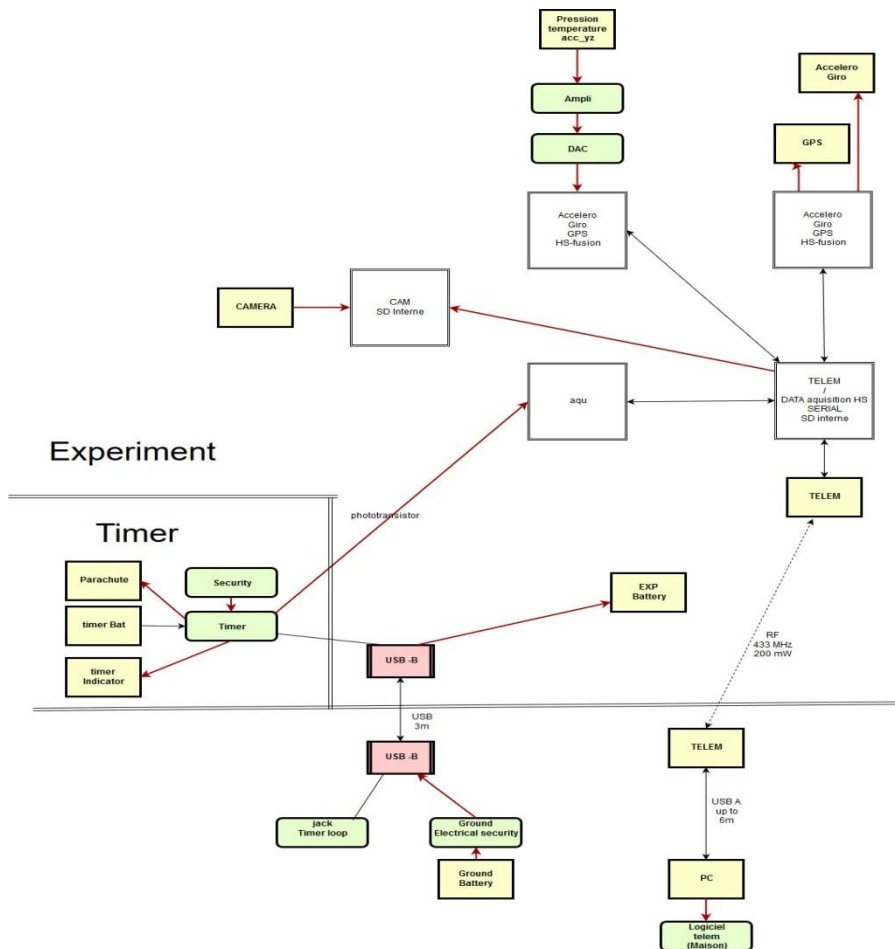 Pression
temperature
acc_yz
Accelero
Giro
Ampli
GPS
DAC
Accelero
Giro
GPS
HS-fusion
Accelero
Giro
GPS
HS-fusion
CAMERA
CAM
SD Interne
aqu
TELEM
/
DATA aquisition HS
SERIAL
SD interne
Experiment
TELEM
phototransistor
Timer
Security
Parachute
EXP
Battery
timer Bat
Timer
RF
433 MHz
200 mW
USB -B
timer
Indicator
USB
3m
USB -B
TELEM
USB A
up to
6m
jack
Timer loop
Ground
Electrical security
Ground
Battery
PC
Logiciel
telem
(Maison)